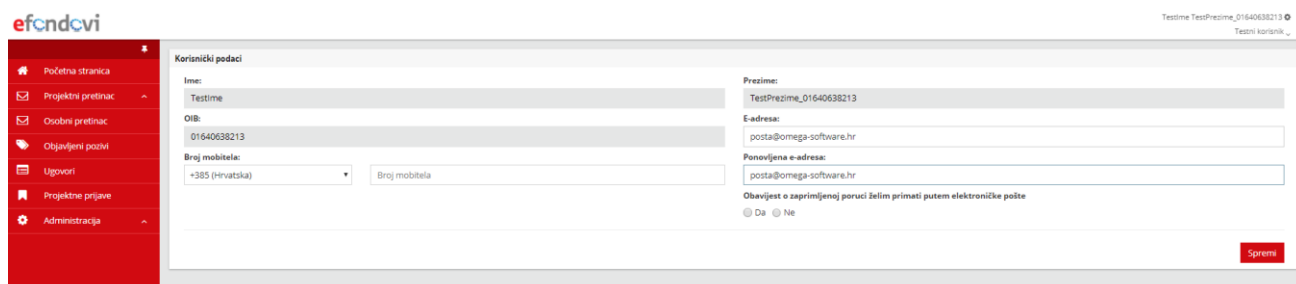 efondovi
TestIme TestPrezime_01640638213
Testni korisnik
Početna stranica
Projektni pretinac
Osobni pretinac
Objavljeni pozivi
Ugovori
Projektne prijave
Administracija
Korisnički podaci
Ime:
TestIme
Prezime:
TestPrezime_01640638213
OIB:
01640638213
E-adresa:
posta@omega-software.hr
Broj mobitela:
+385 (Hrvatska)
Broj mobitela
Ponovljena e-adresa:
posta@omega-software.hr
Obavijest o zaprimljenoj poruci želim primati putem elektroničke pošte
Da Ne
Spremi